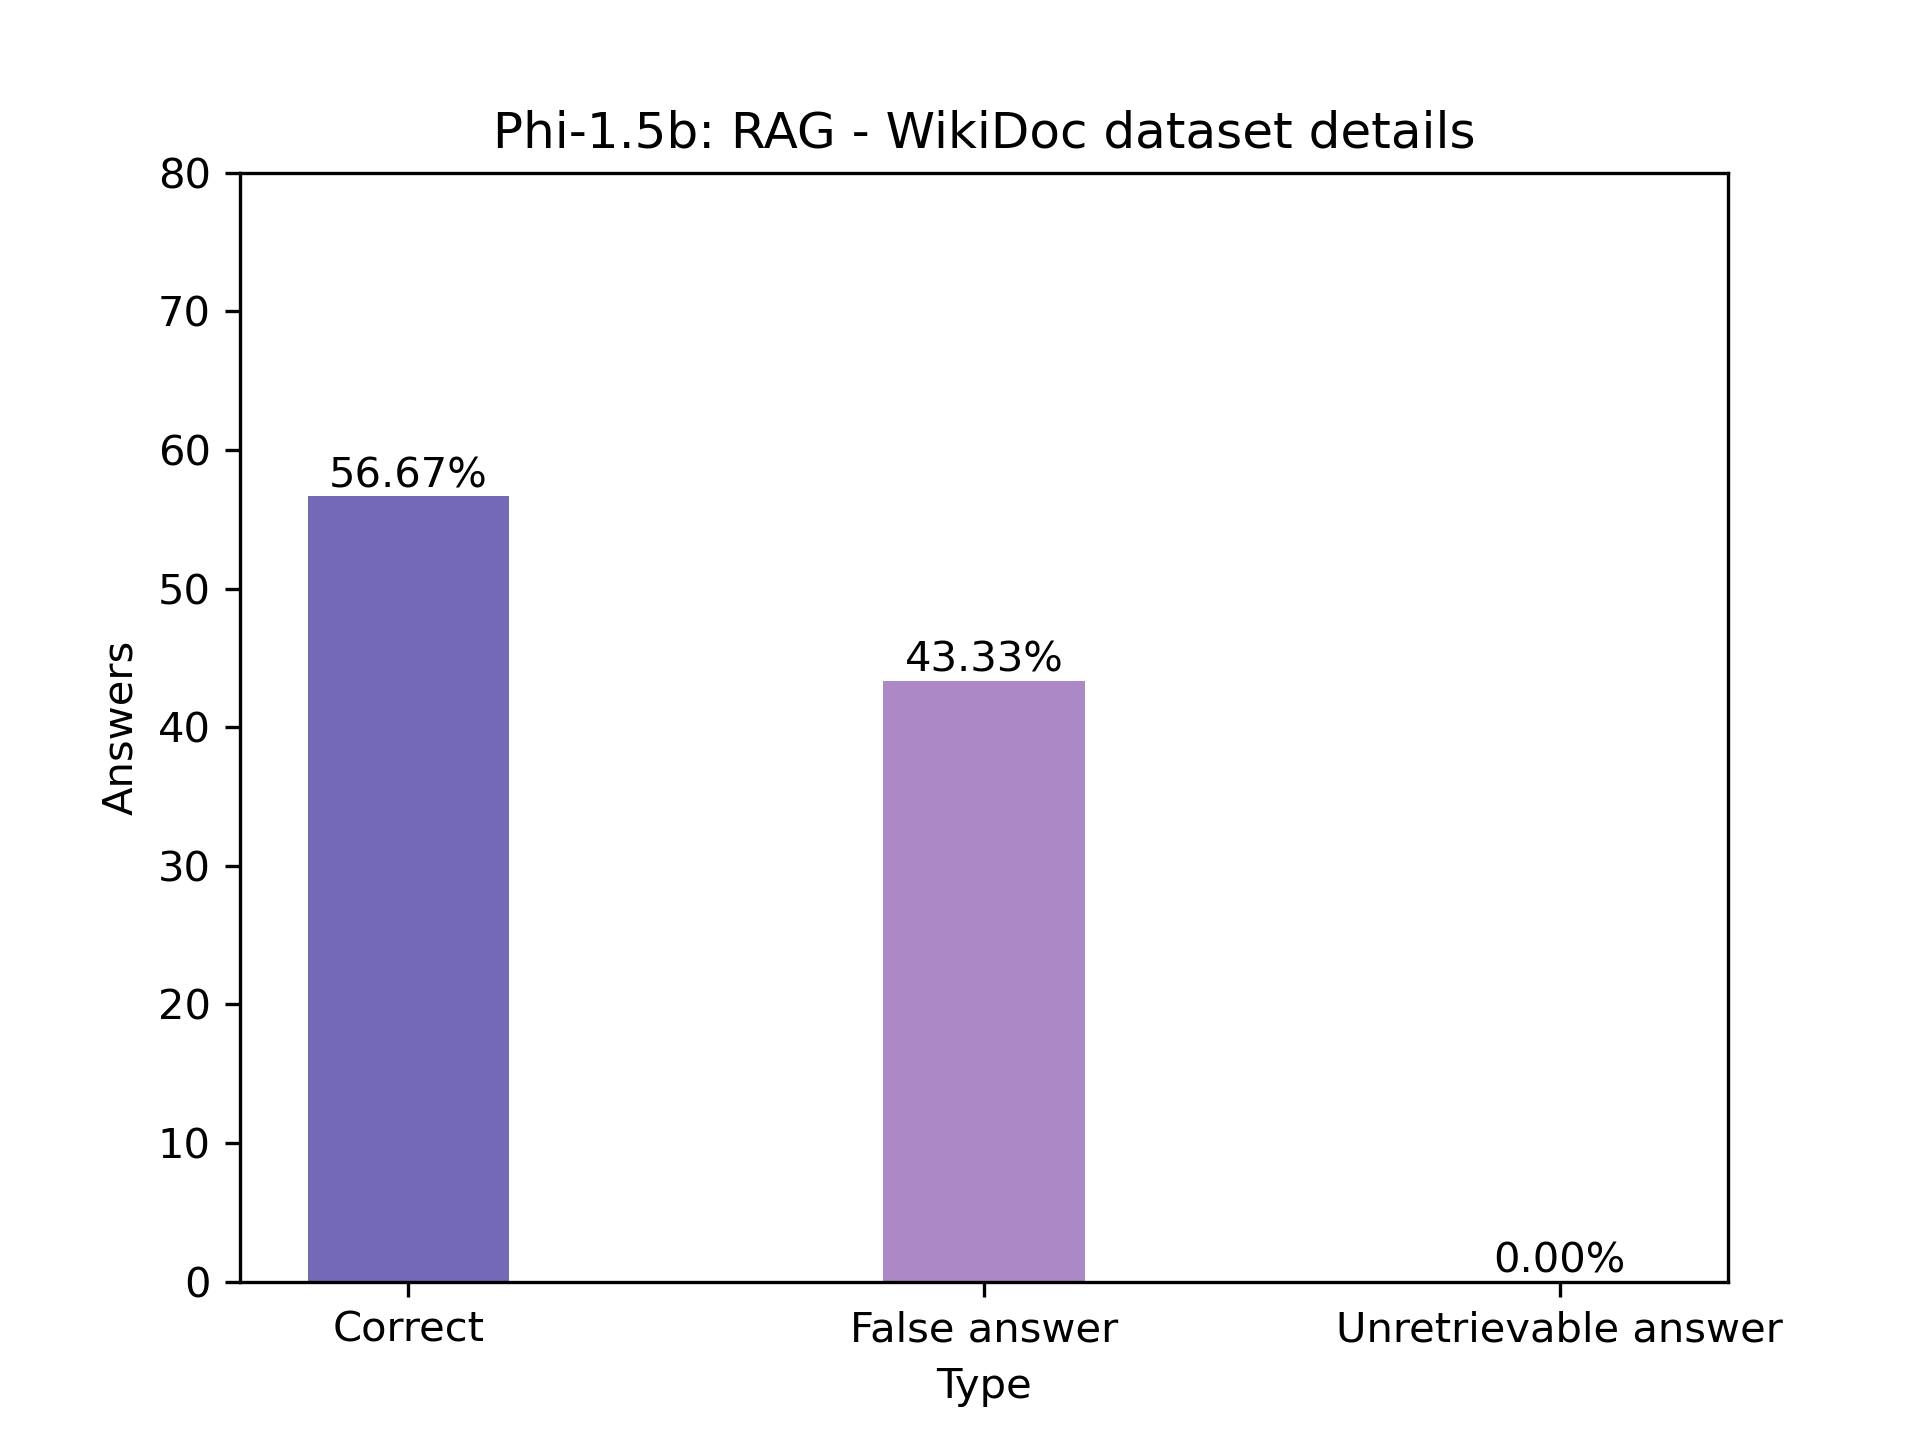 Phi-1.5b: RAG - WikiDoc dataset details
80
70
60
50
40
30
20
10
0
Answers
56.67%
43.33%
0.00%
Correct
False answer
Unretrievable answer
Type